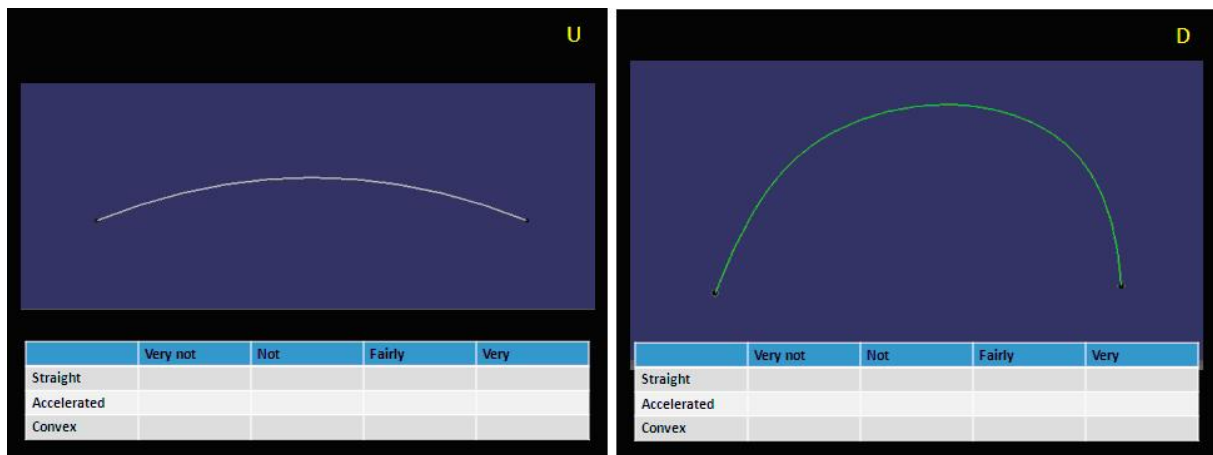 U
Very not Not Fairly Very
Straight
Accelerated
Convex
D
Very not Not Fairly Very
Straight
Accelerated
Convex